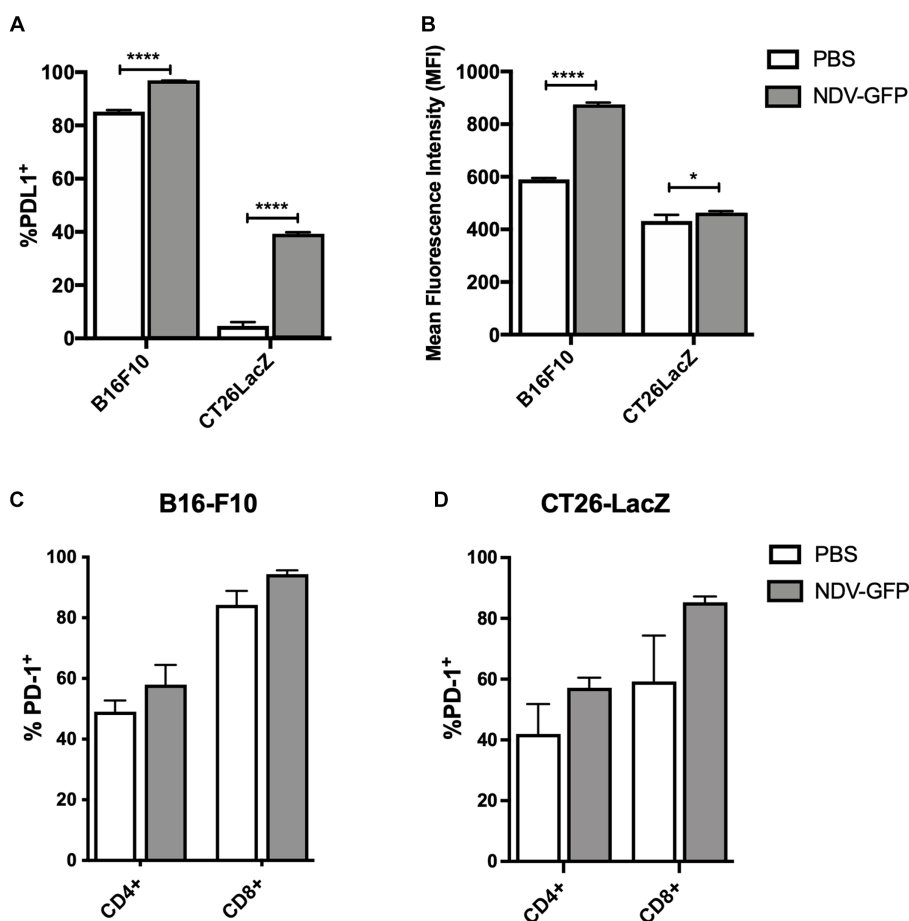 A
%PDL1+
100
80
60
40
20
0
****
****
B16F10
CT26LacZ
B
Mean Fluorescence Intensity (MFI)
1000
800
600
400
200
0
****
*
B16F10
CT26LacZ
PBS
NDV-GFP
C
B16-F10
% PD-1+
100
80
60
40
20
0
CD4+
CD8+
D
CT26-LacZ
%PD-1+
100
80
60
40
20
0
CD4+
CD8+
PBS
NDV-GFP